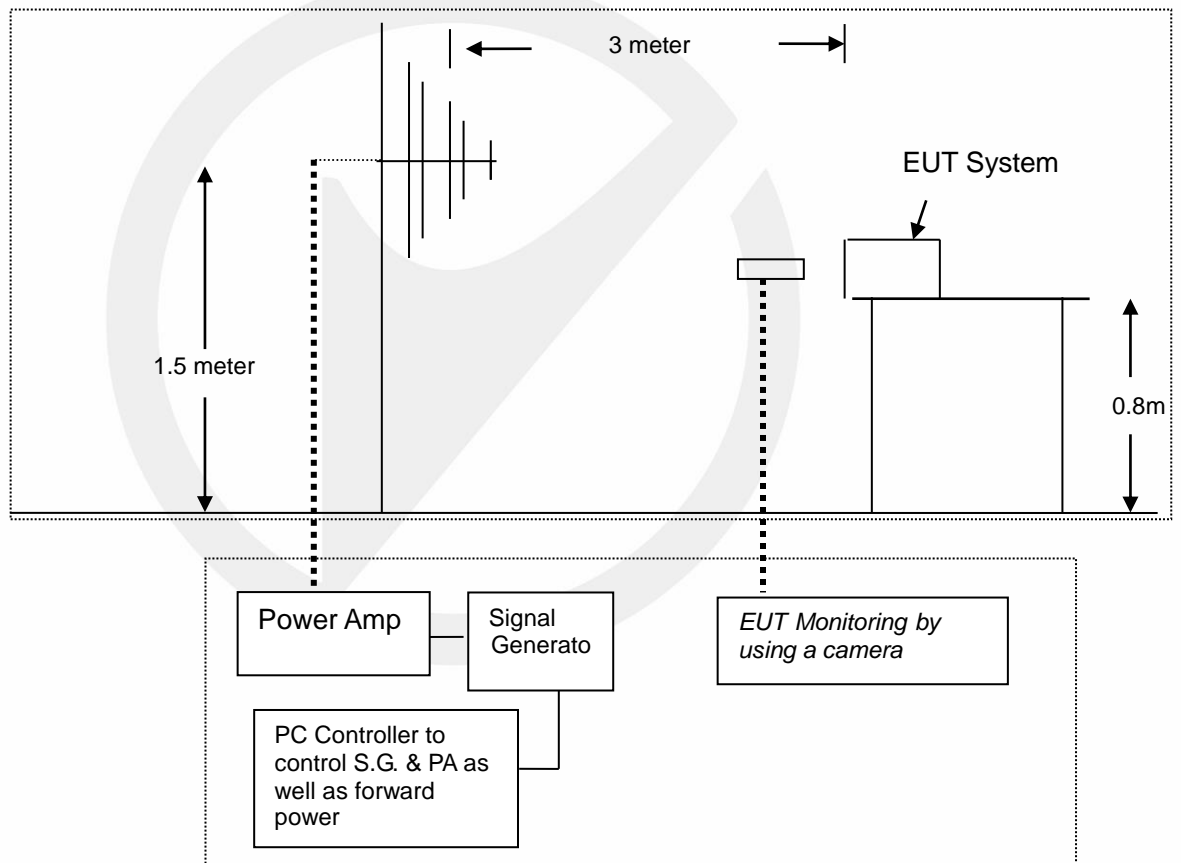 3 meter
EUT System
1.5 meter
0.8m
Power Amp
Signal
Generato
EUT Monitoring by
using a camera
PC Controller to
control S.G. & PA as
well as forward
power